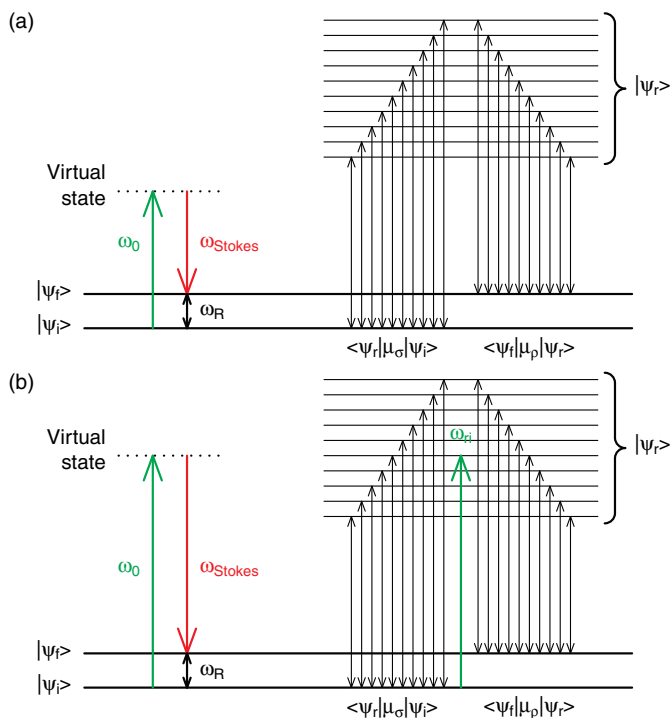 (a)
|ψr>
Virtual
state
ω0
ωStokes
|ψf>
ωR
|ψi>
<ψr|μσ|ψi>
<ψf|μρ|ψr>
(b)
Virtual
state
ωri
|ψr>
ω0
ωStokes
|ψf>
ωR
|ψi>
<ψr|μσ|ψi>
<ψf|μρ|ψr>